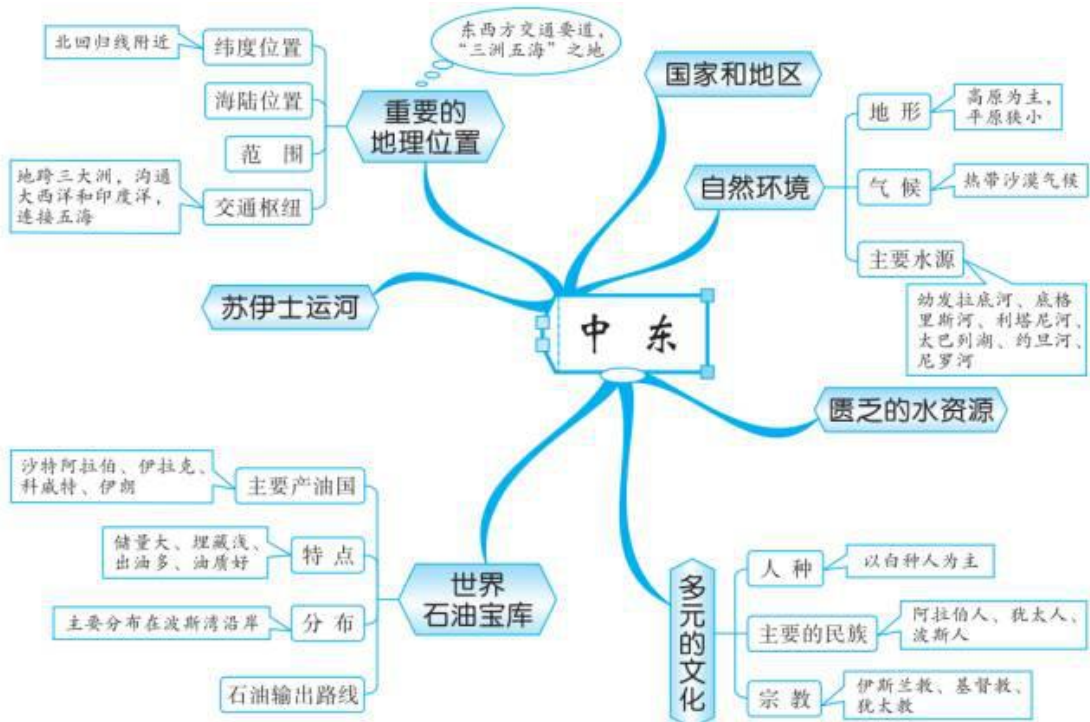 中 东
重要的
地理位置
东西方交通要道，
“三洲五海”之地
纬度位置
北回归线附近
海陆位置
范 围
交通枢纽
地跨三大洲，沟通
大西洋和印度洋，
连接五海
苏伊士运河
世界
石油宝库
主要产油国
沙特阿拉伯、伊拉克、
科威特、伊朗
特 点
储量大、埋藏浅、
出油多、油质好
分 布
主要分布在波斯湾沿岸
石油输出路线
国家和地区
自然环境
地 形
高原为主，
平原狭小
气 候
热带沙漠气候
主要水源
幼发拉底河、底格
里斯河、利塔尼河、
太巴列湖、约旦河、
尼罗河
匮乏的水资源
多元的文化
人 种
以白种人为主
主要的民族
阿拉伯人、犹太人、
波斯人
宗 教
伊斯兰教、基督教、
犹太教